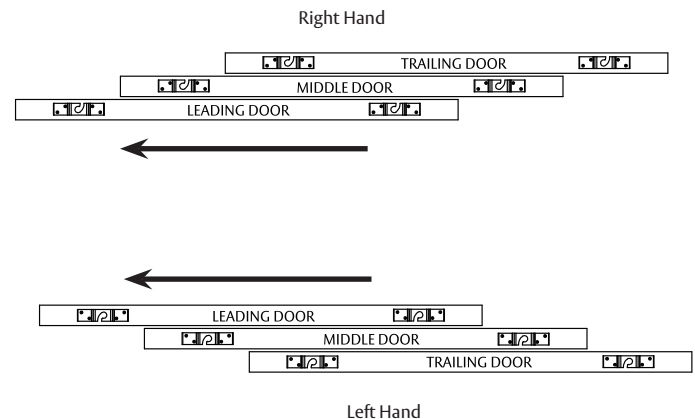 Right Hand
TRAILING DOOR
MIDDLE DOOR
LEADING DOOR
LEADING DOOR
MIDDLE DOOR
TRAILING DOOR
Left Hand